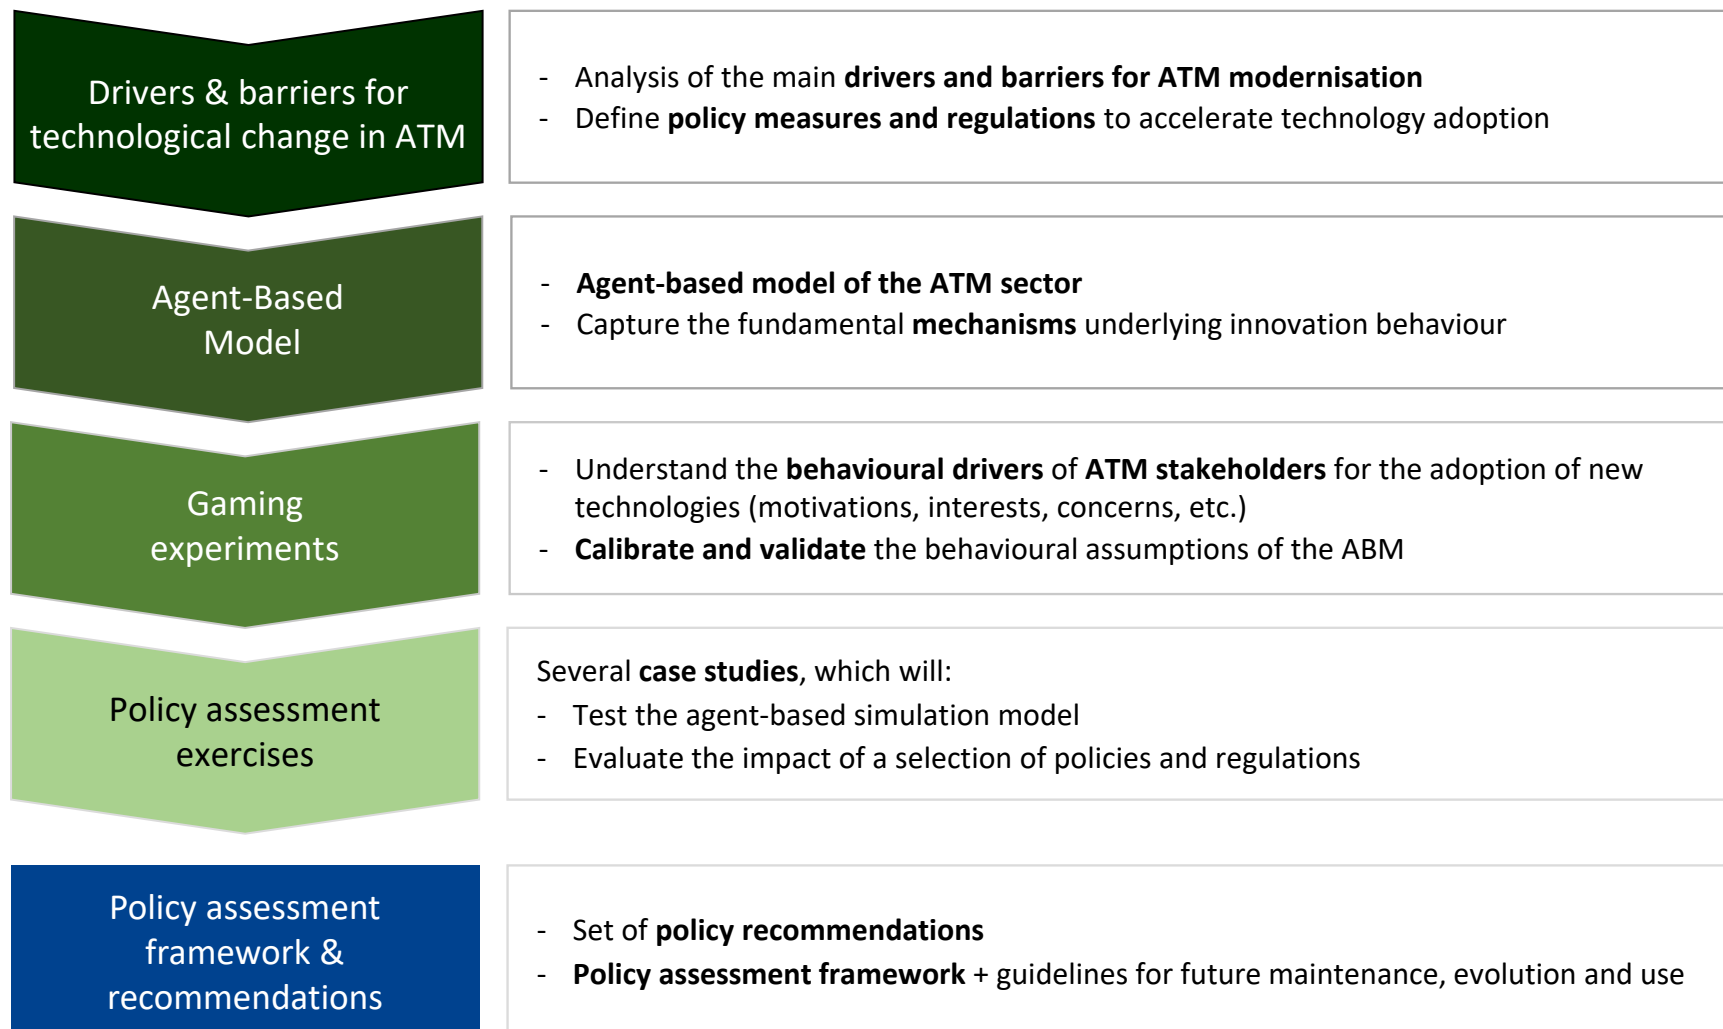 Drivers & barriers for
technological change in ATM
- Analysis of the main drivers and barriers for ATM modernisation
- Define policy measures and regulations to accelerate technology adoption
Agent-Based
Model
- Agent-based model of the ATM sector
- Capture the fundamental mechanisms underlying innovation behaviour
Gaming
experiments
- Understand the behavioural drivers of ATM stakeholders for the adoption of new
technologies (motivations, interests, concerns, etc.)
- Calibrate and validate the behavioural assumptions of the ABM
Policy assessment
exercises
Several case studies, which will:
- Test the agent-based simulation model
- Evaluate the impact of a selection of policies and regulations
Policy assessment
framework &
recommendations
- Set of policy recommendations
- Policy assessment framework + guidelines for future maintenance, evolution and use